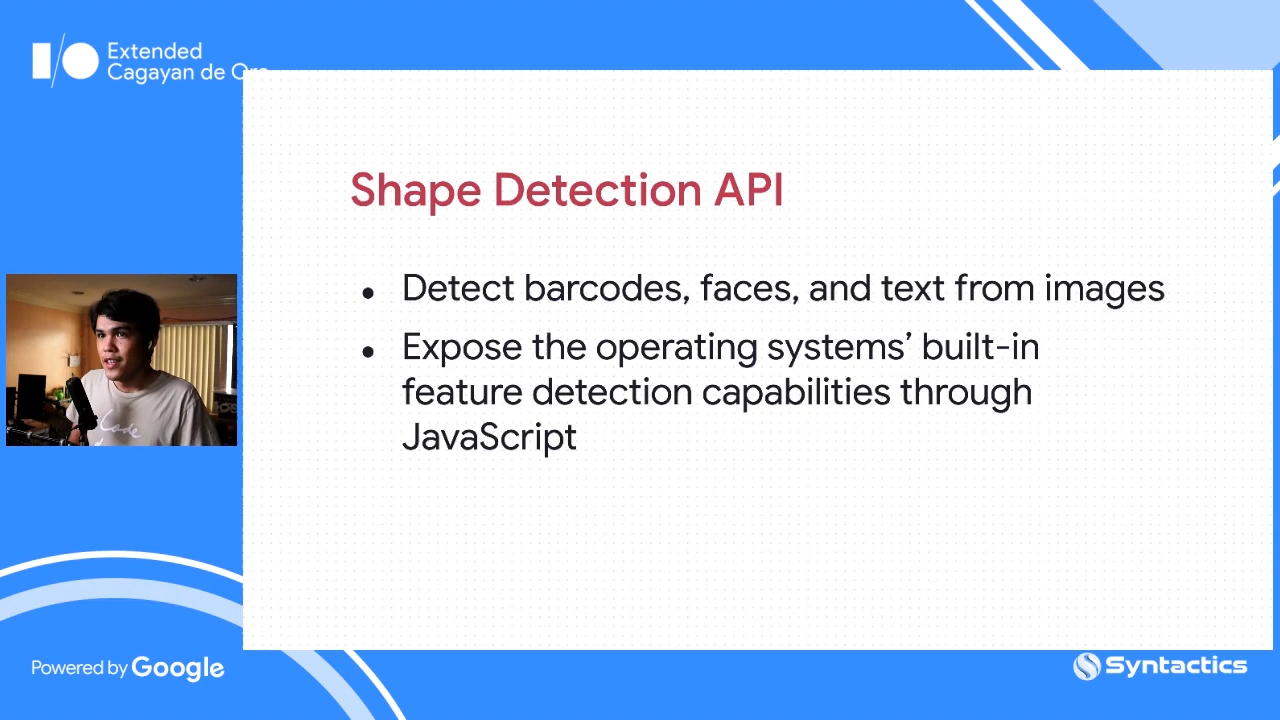 I/O Extended
Cagayan de Oro
Shape Detection API
• Detect barcodes, faces, and text from images
• Expose the operating systems’ built-in
feature detection capabilities through
JavaScript
Code
Powered by Google
Syntactics